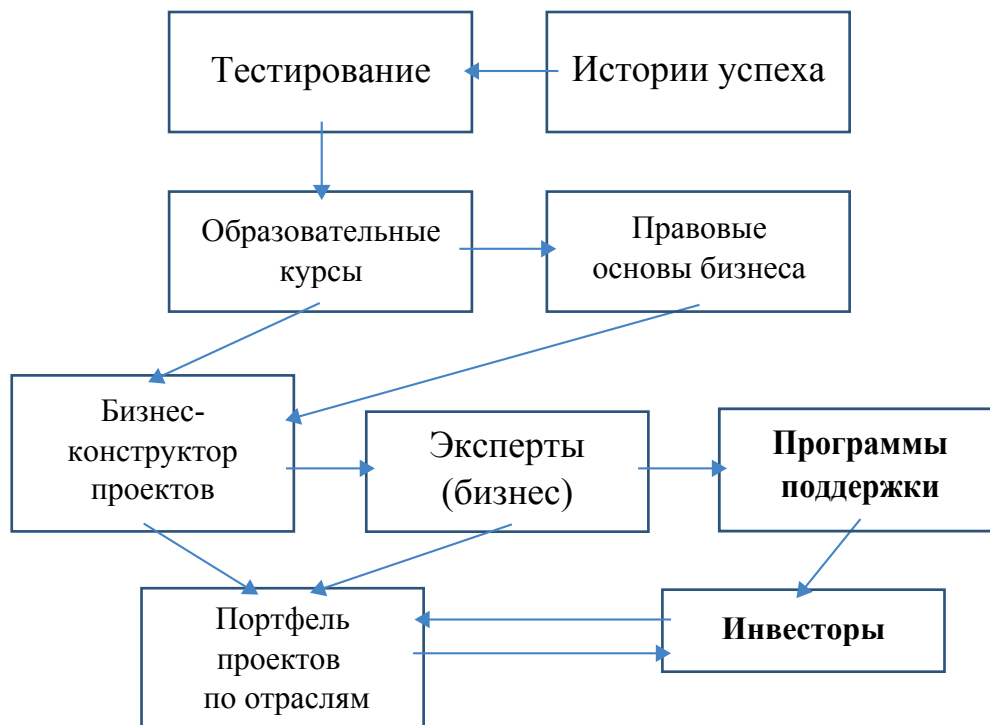 Тестирование
Истории успеха
Образовательные
курсы
Правовые
основы бизнеса
Бизнес-
конструктор
проектов
Эксперты
(бизнес)
Программы
поддержки
Портфель
проектов
по отраслям
Инвесторы